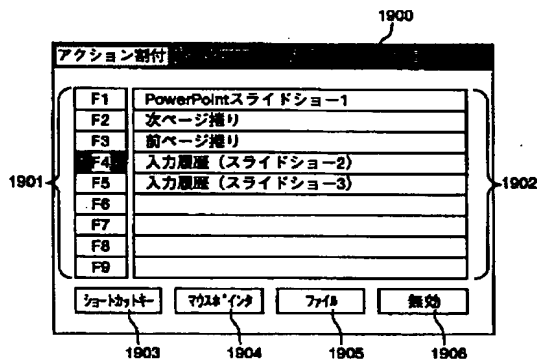 1900
アクション割付
F1 PowerPointスライドショー1
F2 次ページ捲り
F3 前ページ捲り
F4 入力履歴（スライドショー2）
F5 入力履歴（スライドショー3）
F6
F7
F8
F9
1901
1902
ショートカットキー マウスポインタ ファイル 無効
1903 1904 1905 1906